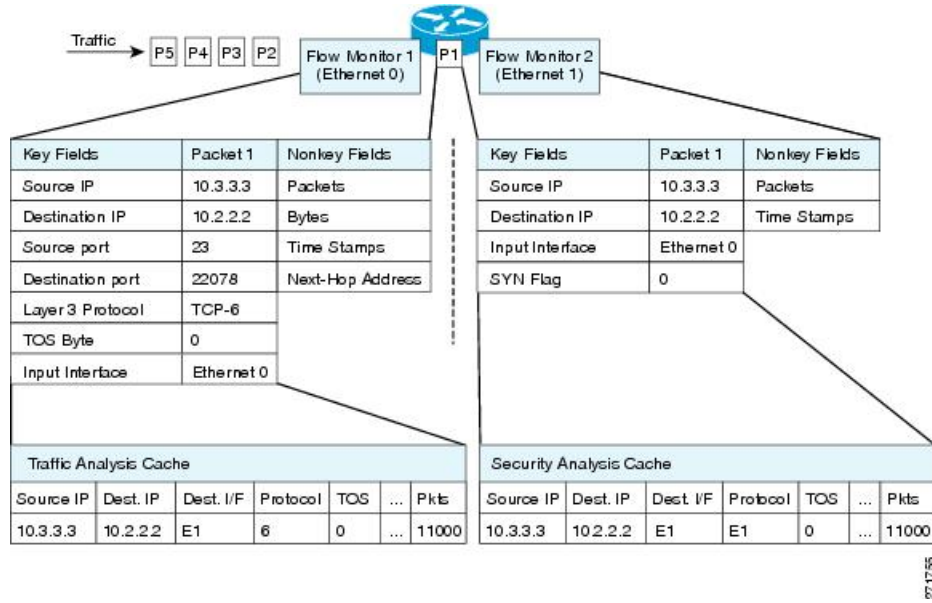 Traffic
P5 P4 P3 P2
Flow Monitor 1
(Ethernet 0)
P1
Flow Monitor 2
(Ethernet 1)
Key Fields Packet 1 Nonkey Fields
Source IP 10.3.3.3 Packets
Destination IP 10.2.2.2 Bytes
Source port 23 Time Stamps
Destination port 22078 Next-Hop Address
Layer 3 Protocol TCP-6
TOS Byte 0
Input Interface Ethernet 0
Key Fields Packet 1 Nonkey Fields
Source IP 10.3.3.3 Packets
Destination IP 10.2.2.2 Time Stamps
Input Interface Ethernet 0
SYN Flag 0
Traffic Analysis Cache
Source IP Dest. IP Dest. I/F Protocol TOS ... Pkts
10.3.3.3 10.2.2.2 E1 6 0 ... 11000
Security Analysis Cache
Source IP Dest. IP Dest. I/F Protocol TOS ... Pkts
10.3.3.3 10.2.2.2 E1 E1 0 ... 11000
271755